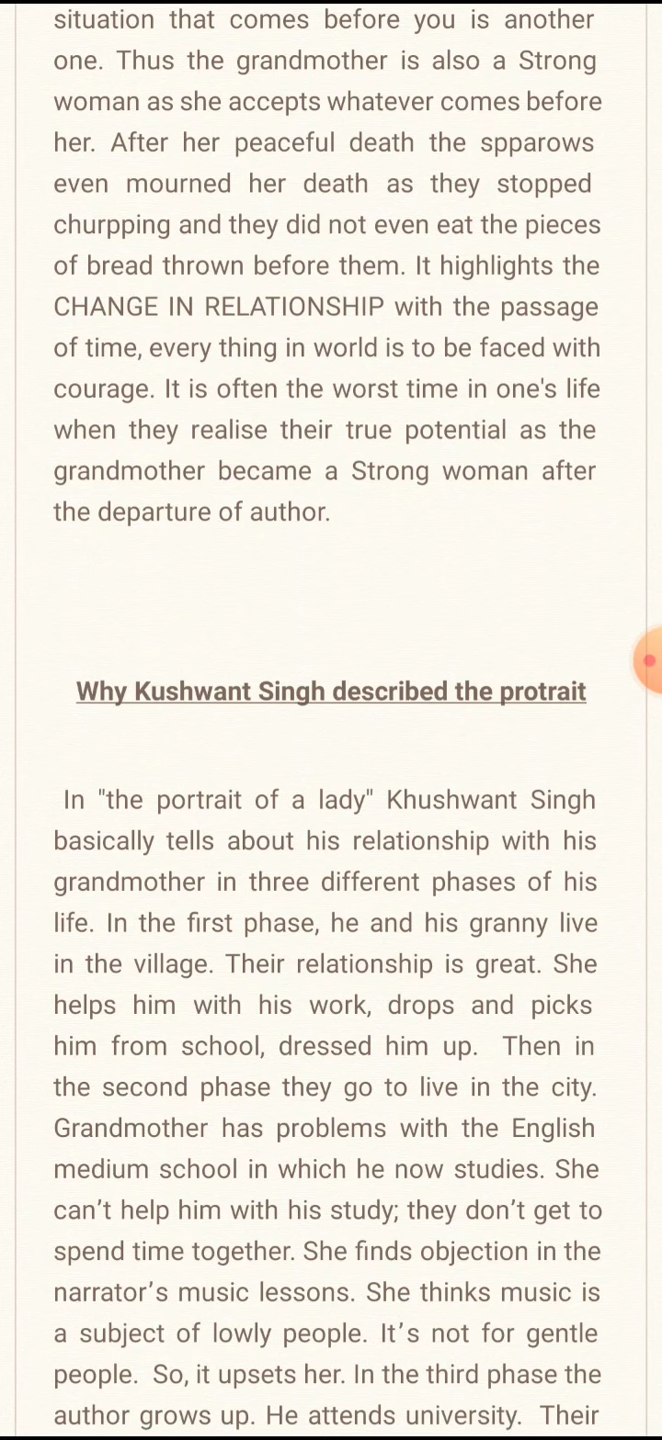 situation that comes before you is another
one. Thus the grandmother is also a Strong
woman as she accepts whatever comes before
her. After her peaceful death the spparows
even mourned her death as they stopped
churpping and they did not even eat the pieces
of bread thrown before them. It highlights the
CHANGE IN RELATIONSHIP with the passage
of time, every thing in world is to be faced with
courage. It is often the worst time in one's life
when they realise their true potential as the
grandmother became a Strong woman after
the departure of author.
Why Kushwant Singh described the protrait
In "the portrait of a lady" Khushwant Singh
basically tells about his relationship with his
grandmother in three different phases of his
life. In the first phase, he and his granny live
in the village. Their relationship is great. She
helps him with his work, drops and picks
him from school, dressed him up. Then in
the second phase they go to live in the city.
Grandmother has problems with the English
medium school in which he now studies. She
can’t help him with his study; they don’t get to
spend time together. She finds objection in the
narrator’s music lessons. She thinks music is
a subject of lowly people. It’s not for gentle
people. So, it upsets her. In the third phase the
author grows up. He attends university. Their